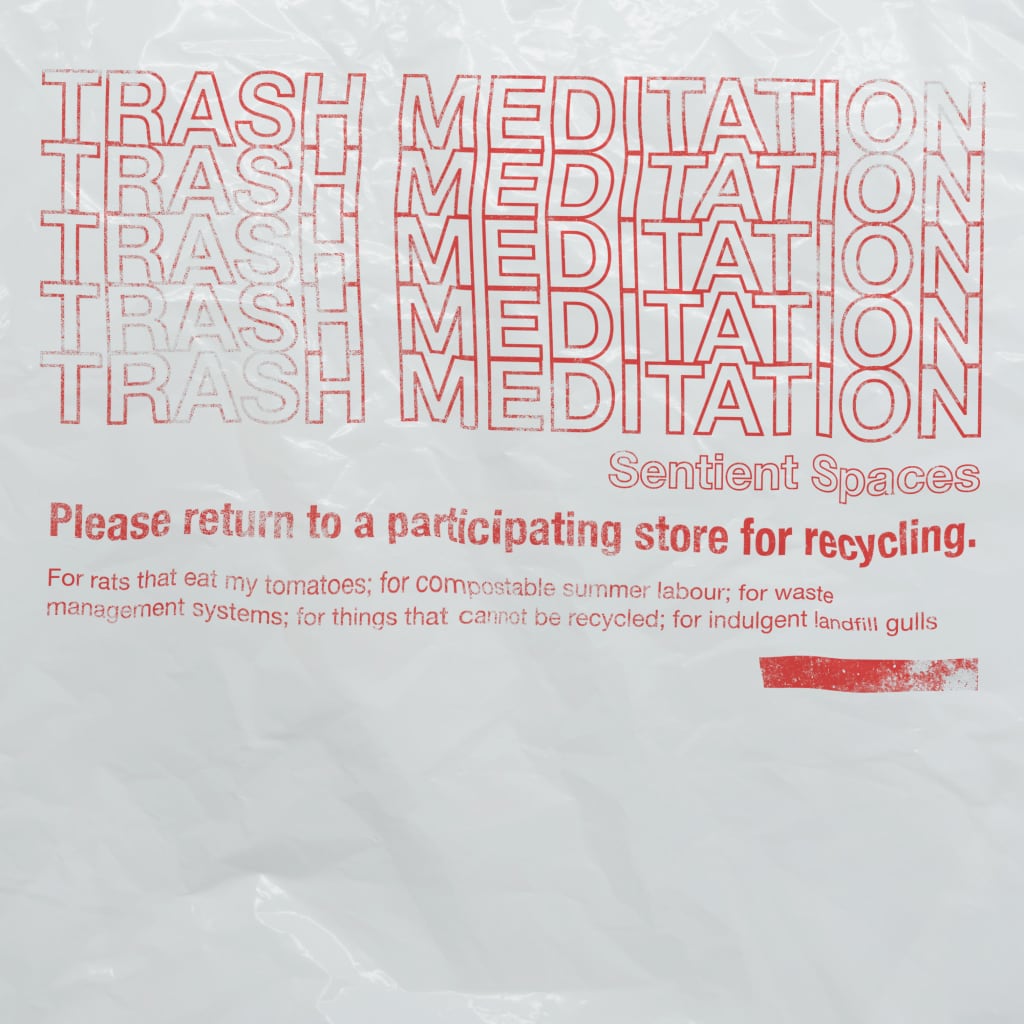 TRASH MEDITATION
TRASH MEDITATION
TRASH MEDITATION
TRASH MEDITATION
TRASH MEDITATION
Sentient Spaces
Please return to a participating store for recycling.
For rats that eat my tomatoes; for compostable summer labour; for waste
management systems; for things that cannot be recycled; for indulgent landfill gulls